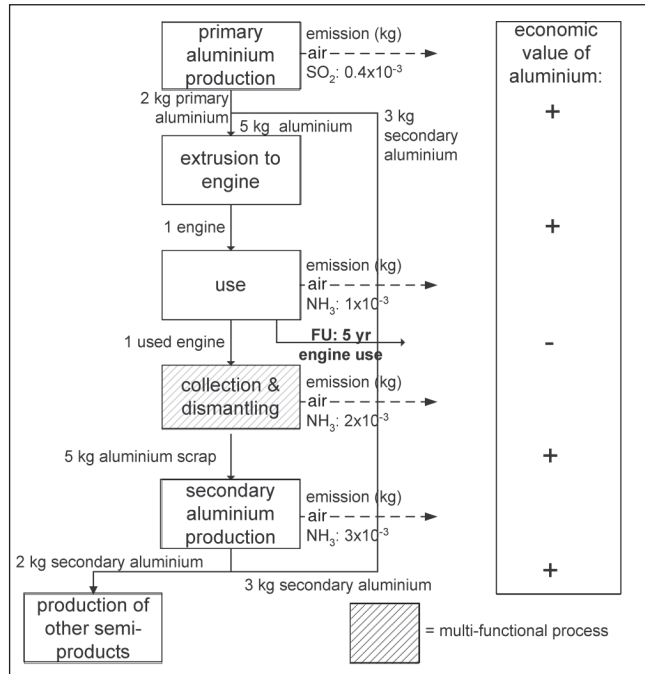 primary
aluminium
production
emission (kg)
air
SO₂: 0.4x10⁻³
economic
value of
aluminium:
2 kg primary
aluminium
5 kg aluminium
3 kg
secondary
aluminium
+
extrusion to
engine
1 engine
+
use
emission (kg)
air
NH₃: 1x10⁻³
1 used engine
FU: 5 yr
engine use
-
collection &
dismantling
emission (kg)
air
NH₃: 2x10⁻³
5 kg aluminium scrap
+
secondary
aluminium
production
emission (kg)
air
NH₃: 3x10⁻³
2 kg secondary aluminium
3 kg secondary aluminium
+
production of
other semi-
products
= multi-functional process